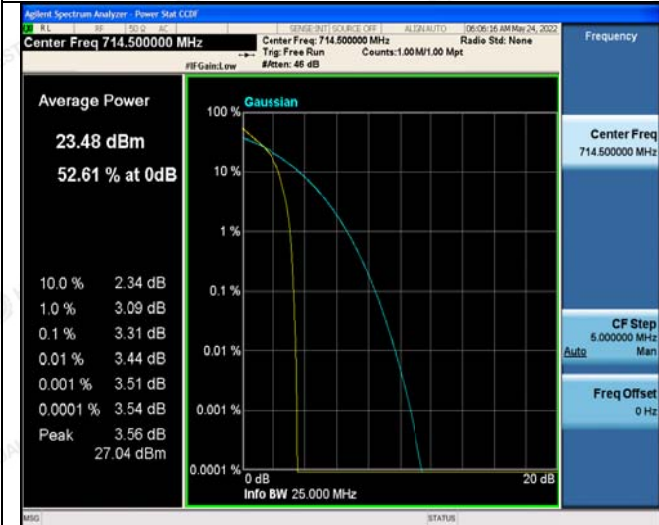 Agilent Spectrum Analyzer - Power Stat CCDF
RL RF 50 Ω AC SENSE:INT SOURCE OFF ALIGN AUTO 06:06:16 AM May 24, 2022
Center Freq 714.500000 MHz
Center Freq: 714.500000 MHz Radio Std: None
Trig: Free Run Counts:1.00 M/1.00 Mpt
#IFGain:Low #Atten: 46 dB
Frequency
Average Power
23.48 dBm
52.61 % at 0dB
10.0 % 2.34 dB
1.0 % 3.09 dB
0.1 % 3.31 dB
0.01 % 3.44 dB
0.001 % 3.51 dB
0.0001 % 3.54 dB
Peak 3.56 dB
27.04 dBm
Gaussian
100 %
10 %
1 %
0.1 %
0.01 %
0.001 %
0.0001 %
0 dB 20 dB
Info BW 25.000 MHz
Center Freq
714.500000 MHz
CF Step
5.000000 MHz
Auto Man
Freq Offset
0 Hz
MSG STATUS